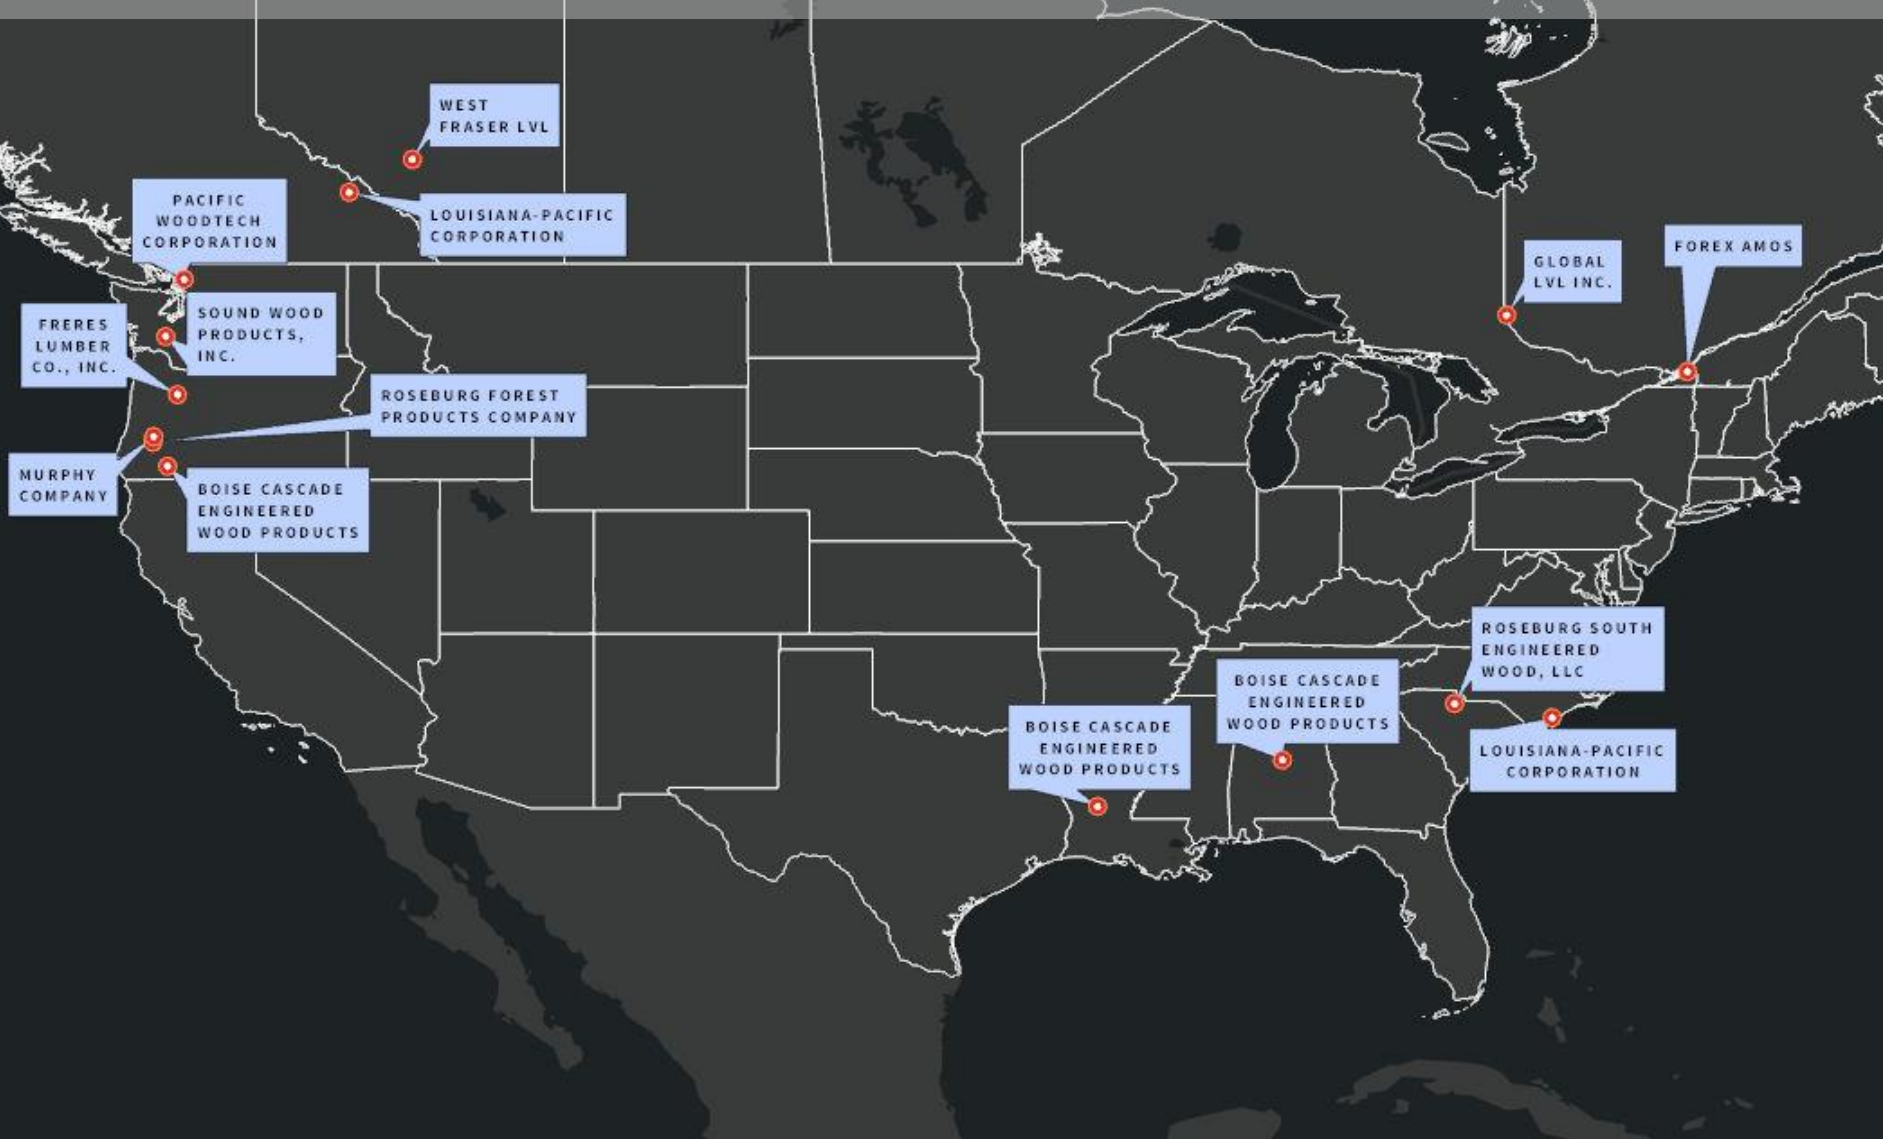 WEST
FRASER LVL
PACIFIC
WOODTECH
CORPORATION
LOUISIANA-PACIFIC
CORPORATION
FOREX AMOS
GLOBAL
LVL INC.
SOUND WOOD
PRODUCTS,
INC.
FRERES
LUMBER
CO., INC.
ROSEBURG FOREST
PRODUCTS COMPANY
MURPHY
COMPANY
BOISE CASCADE
ENGINEERED
WOOD PRODUCTS
ROSEBURG SOUTH
ENGINEERED
WOOD, LLC
BOISE CASCADE
ENGINEERED
WOOD PRODUCTS
BOISE CASCADE
ENGINEERED
WOOD PRODUCTS
LOUISIANA-PACIFIC
CORPORATION